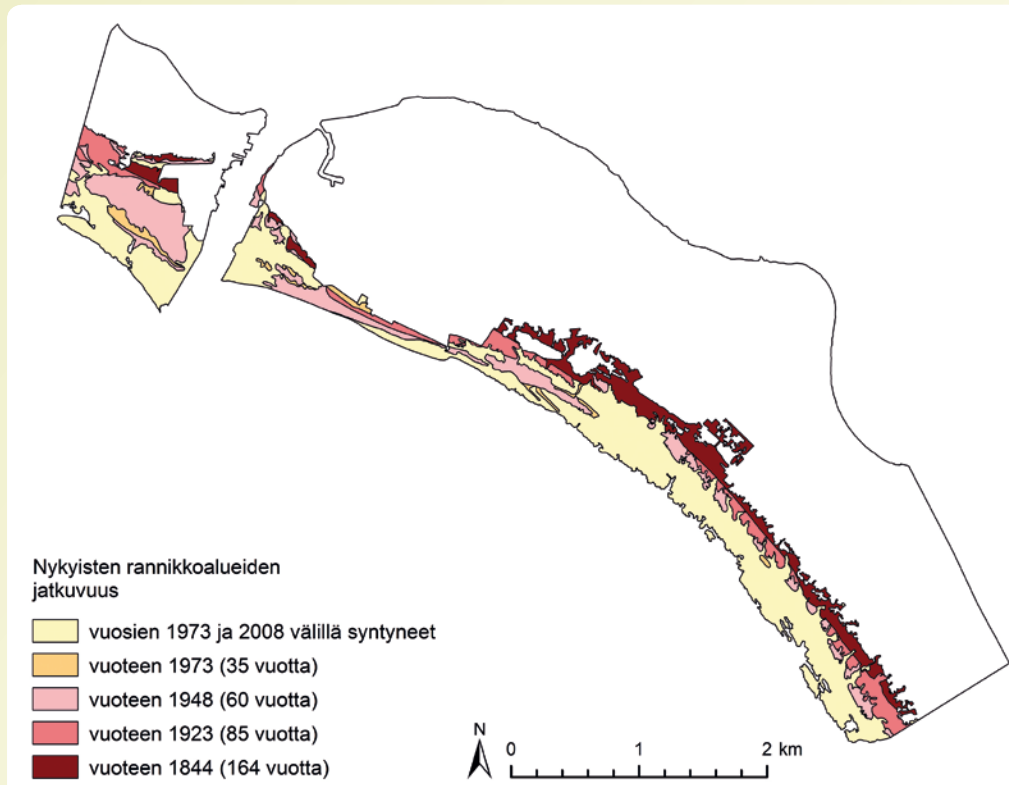 Nykyisten rannikkoalueiden
jatkuvuus
vuosien 1973 ja 2008 välillä syntyneet
vuoteen 1973 (35 vuotta)
vuoteen 1948 (60 vuotta)
vuoteen 1923 (85 vuotta)
vuoteen 1844 (164 vuotta)
N
0 1 2 km